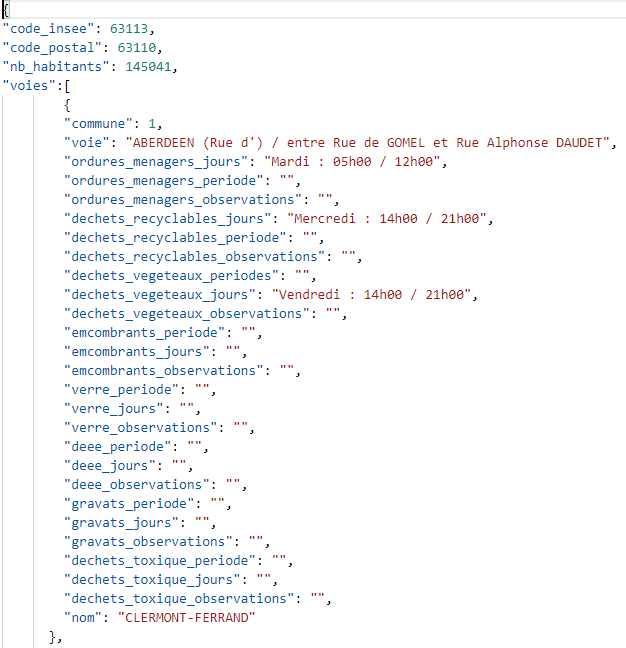 {
"code_insee": 63113,
"code_postal": 63110,
"nb_habitants": 145041,
"voies":[
{
"commune": 1,
"voie": "ABERDEEN (Rue d') / entre Rue de GOMEL et Rue Alphonse DAUDET",
"ordures_menagers_jours": "Mardi : 05h00 / 12h00",
"ordures_menagers_periode": "",
"ordures_menagers_observations": "",
"dechets_recyclables_jours": "Mercredi : 14h00 / 21h00",
"dechets_recyclables_periode": "",
"dechets_recyclables_observations": "",
"dechets_vegeteaux_periodes": "",
"dechets_vegeteaux_jours": "Vendredi : 14h00 / 21h00",
"dechets_vegeteaux_observations": "",
"emcombrants_periode": "",
"emcombrants_jours": "",
"emcombrants_observations": "",
"verre_periode": "",
"verre_jours": "",
"verre_observations": "",
"deee_periode": "",
"deee_jours": "",
"deee_observations": "",
"gravats_periode": "",
"gravats_jours": "",
"gravats_observations": "",
"dechets_toxique_periode": "",
"dechets_toxique_jours": "",
"dechets_toxique_observations": "",
"nom": "CLERMONT-FERRAND"
},